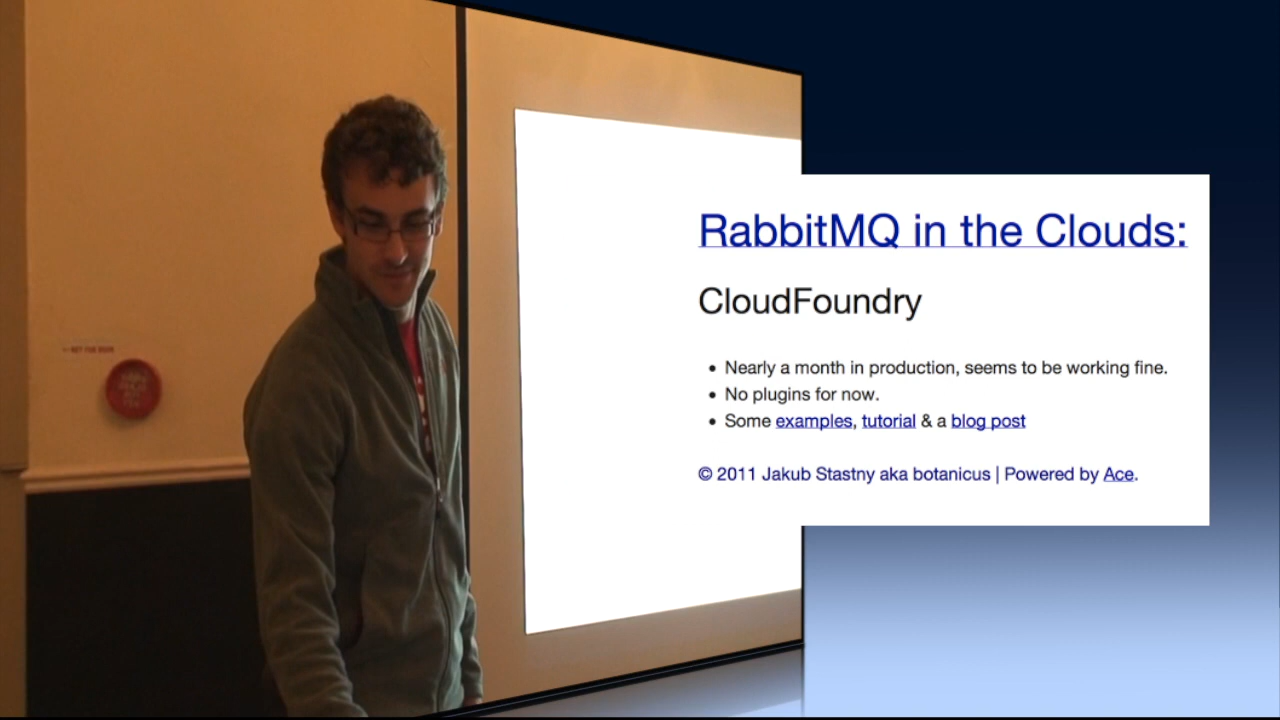 RabbitMQ in the Clouds:
CloudFoundry
• Nearly a month in production, seems to be working fine.
• No plugins for now.
• Some examples, tutorial & a blog post
© 2011 Jakub Stastny aka botanicus | Powered by Ace.